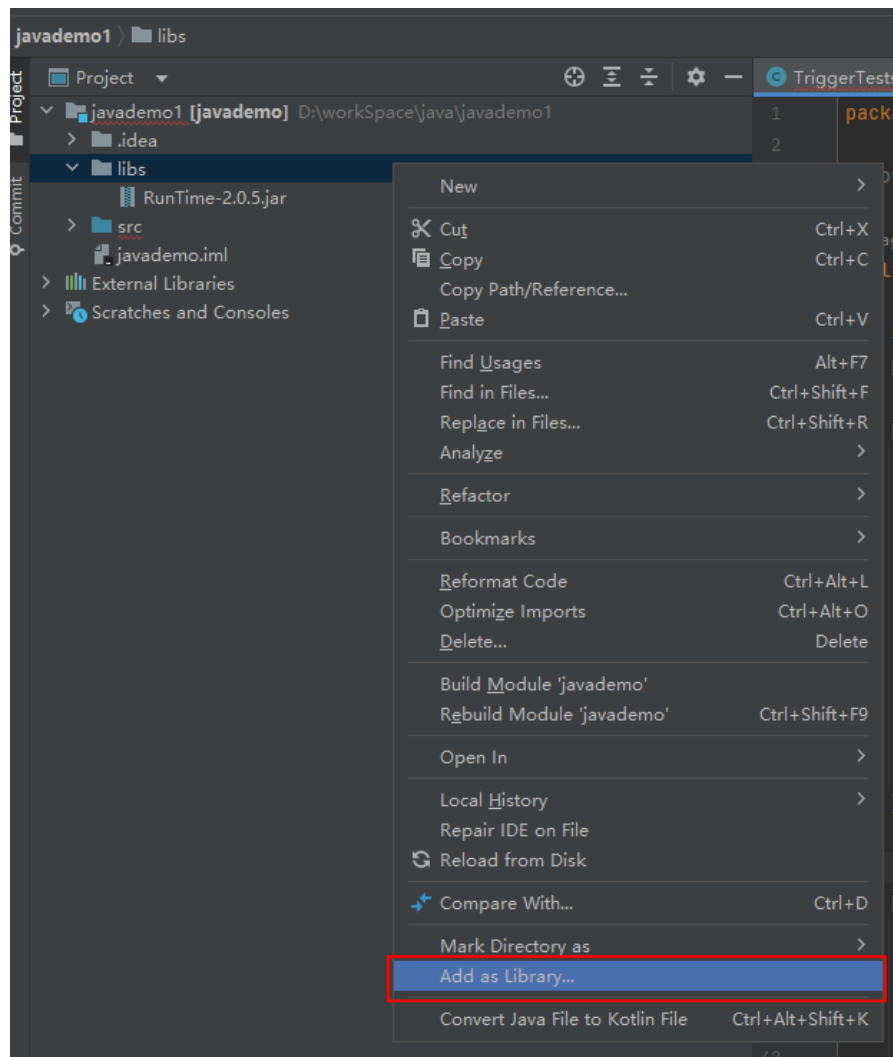 javademo1 libs
Project
Project
TriggerTests
javademo1 [javademo] D:\workSpace\java\javademo1
1
pack
.idea
2
libs
RunTime-2.0.5.jar
src
Commit
javademo.iml
External Libraries
Scratches and Consoles
New
Cut Ctrl+X
Copy Ctrl+C
Copy Path/Reference...
Paste Ctrl+V
Find Usages Alt+F7
Find in Files... Ctrl+Shift+F
Replace in Files... Ctrl+Shift+R
Analyze
Refactor
Bookmarks
Reformat Code Ctrl+Alt+L
Optimize Imports Ctrl+Alt+O
Delete... Delete
Build Module 'javademo'
Rebuild Module 'javademo' Ctrl+Shift+F9
Open In
Local History
Repair IDE on File
Reload from Disk
Compare With... Ctrl+D
Mark Directory as
Add as Library...
Convert Java File to Kotlin File Ctrl+Alt+Shift+K